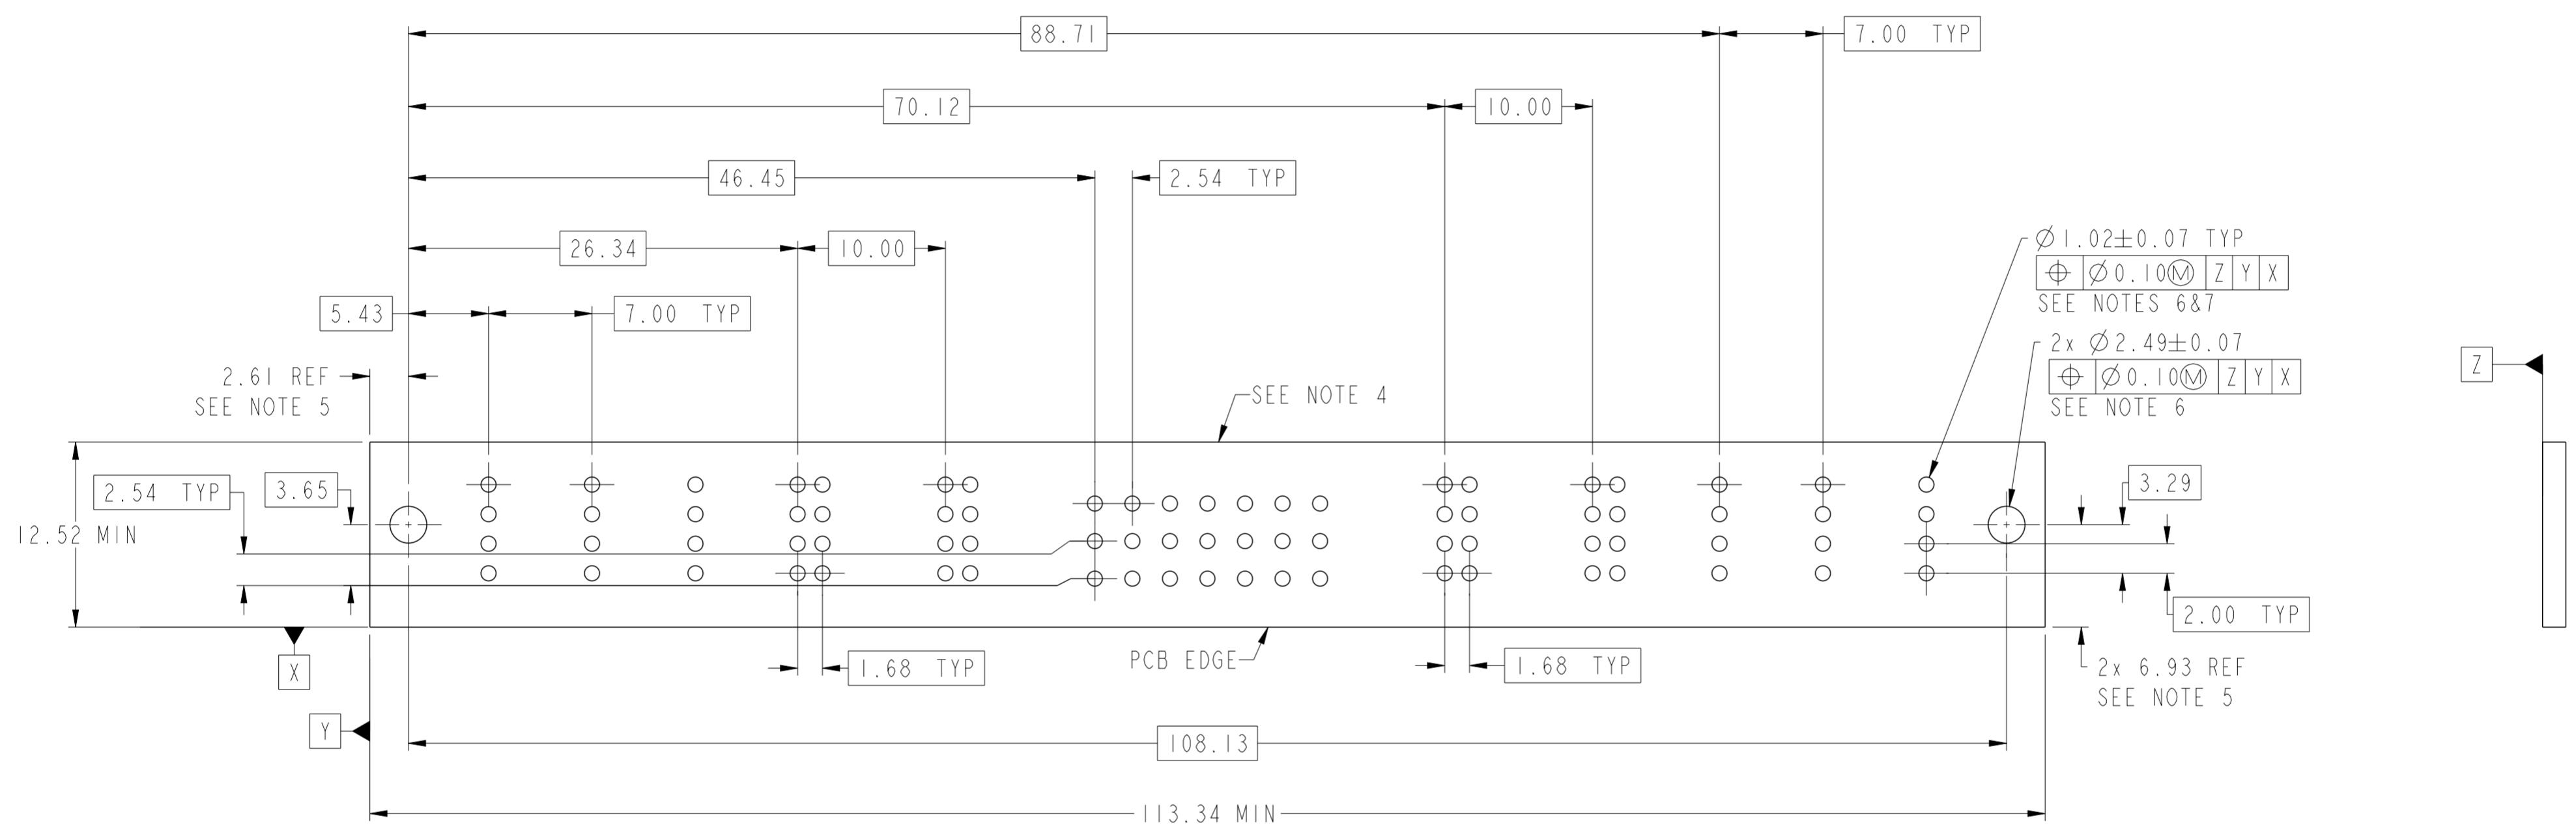 88.71
7.00 TYP
70.12
10.00
46.45
2.54 TYP
26.34
10.00
5.43
7.00 TYP
Ø1.02±0.07 TYP
⌖ Ø0.10Ⓜ Z Y X
SEE NOTES 6&7
2x Ø2.49±0.07
⌖ Ø0.10Ⓜ Z Y X
SEE NOTE 6
Z
2.61 REF
SEE NOTE 5
SEE NOTE 4
2.54 TYP
3.65
3.29
12.52 MIN
2.00 TYP
X
1.68 TYP
PCB EDGE
1.68 TYP
2x 6.93 REF
SEE NOTE 5
Y
108.13
113.34 MIN